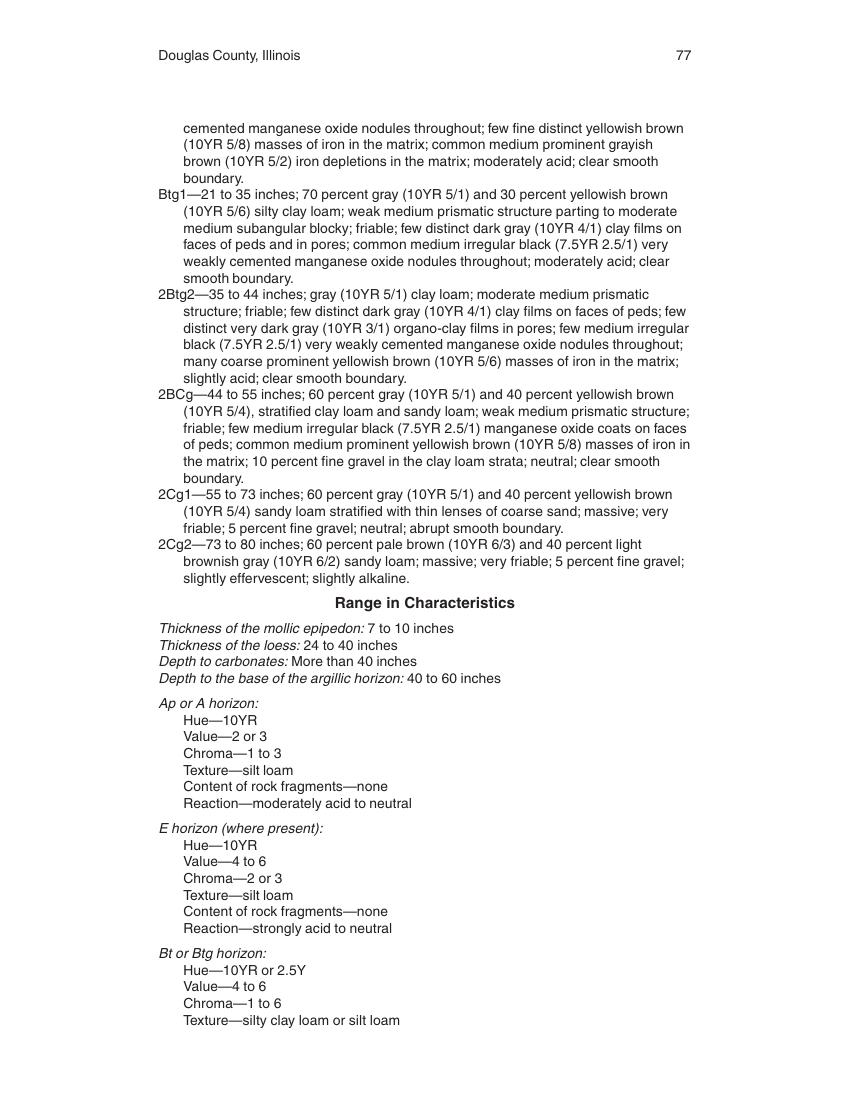 Douglas County, Illinois 77
cemented manganese oxide nodules throughout; few fine distinct yellowish brown
(10YR 5/8) masses of iron in the matrix; common medium prominent grayish
brown (10YR 5/2) iron depletions in the matrix; moderately acid; clear smooth
boundary.
Btg1—21 to 35 inches; 70 percent gray (10YR 5/1) and 30 percent yellowish brown
(10YR 5/6) silty clay loam; weak medium prismatic structure parting to moderate
medium subangular blocky; friable; few distinct dark gray (10YR 4/1) clay films on
faces of peds and in pores; common medium irregular black (7.5YR 2.5/1) very
weakly cemented manganese oxide nodules throughout; moderately acid; clear
smooth boundary.
2Btg2—35 to 44 inches; gray (10YR 5/1) clay loam; moderate medium prismatic
structure; friable; few distinct dark gray (10YR 4/1) clay films on faces of peds; few
distinct very dark gray (10YR 3/1) organo-clay films in pores; few medium irregular
black (7.5YR 2.5/1) very weakly cemented manganese oxide nodules throughout;
many coarse prominent yellowish brown (10YR 5/6) masses of iron in the matrix;
slightly acid; clear smooth boundary.
2BCg—44 to 55 inches; 60 percent gray (10YR 5/1) and 40 percent yellowish brown
(10YR 5/4), stratified clay loam and sandy loam; weak medium prismatic structure;
friable; few medium irregular black (7.5YR 2.5/1) manganese oxide coats on faces
of peds; common medium prominent yellowish brown (10YR 5/8) masses of iron in
the matrix; 10 percent fine gravel in the clay loam strata; neutral; clear smooth
boundary.
2Cg1—55 to 73 inches; 60 percent gray (10YR 5/1) and 40 percent yellowish brown
(10YR 5/4) sandy loam stratified with thin lenses of coarse sand; massive; very
friable; 5 percent fine gravel; neutral; abrupt smooth boundary.
2Cg2—73 to 80 inches; 60 percent pale brown (10YR 6/3) and 40 percent light
brownish gray (10YR 6/2) sandy loam; massive; very friable; 5 percent fine gravel;
slightly effervescent; slightly alkaline.
Range in Characteristics
Thickness of the mollic epipedon: 7 to 10 inches
Thickness of the loess: 24 to 40 inches
Depth to carbonates: More than 40 inches
Depth to the base of the argillic horizon: 40 to 60 inches
Ap or A horizon:
Hue—10YR
Value—2 or 3
Chroma—1 to 3
Texture—silt loam
Content of rock fragments—none
Reaction—moderately acid to neutral
E horizon (where present):
Hue—10YR
Value—4 to 6
Chroma—2 or 3
Texture—silt loam
Content of rock fragments—none
Reaction—strongly acid to neutral
Bt or Btg horizon:
Hue—10YR or 2.5Y
Value—4 to 6
Chroma—1 to 6
Texture—silty clay loam or silt loam